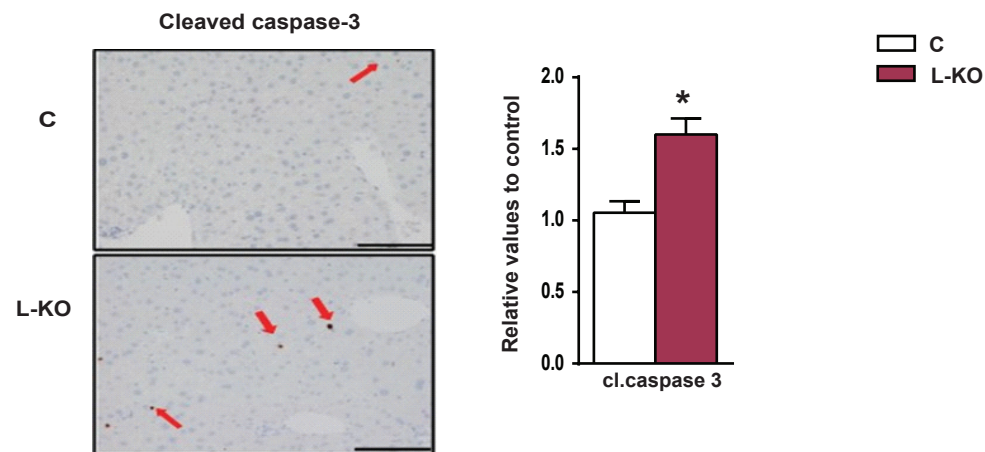 Cleaved caspase-3
C
L-KO
C
L-KO
Relative values to control
2.0
*
1.5
1.0
0.5
0.0
cl.caspase 3